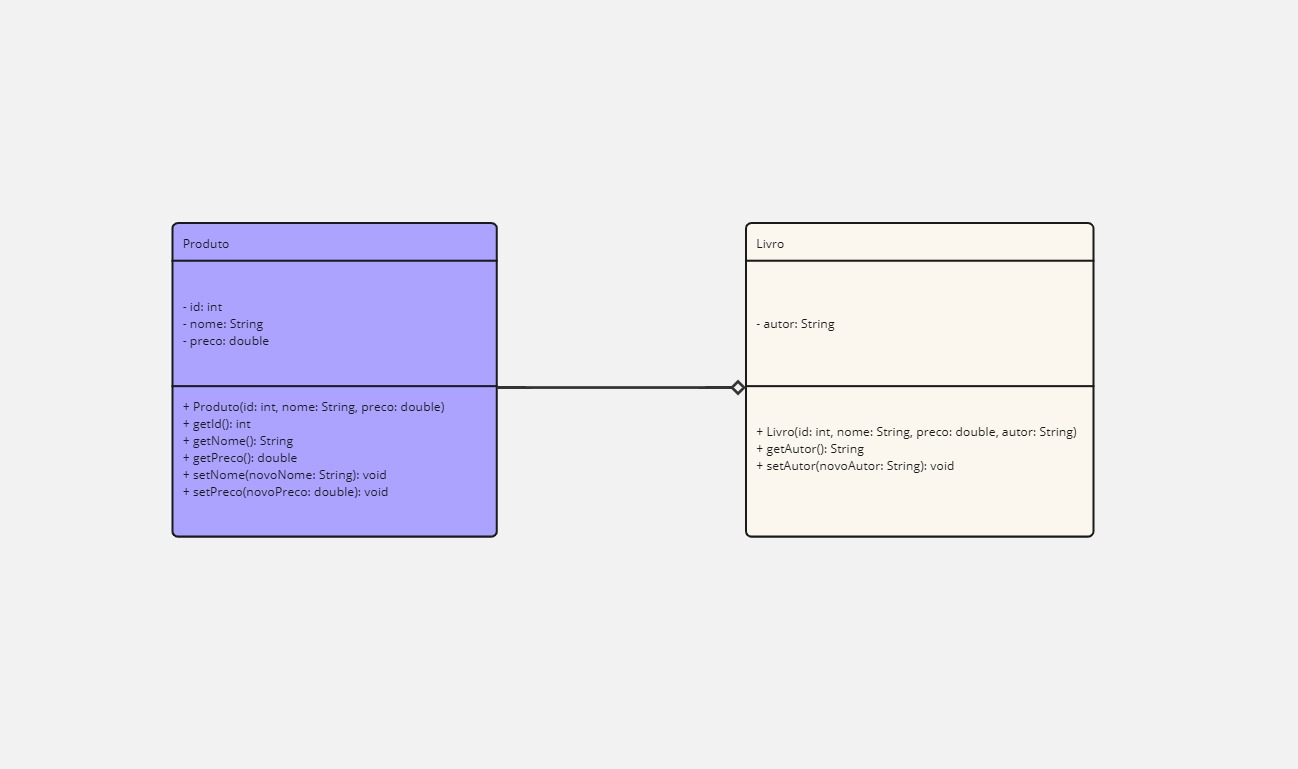 Produto
- id: int
- nome: String
- preco: double
+ Produto(id: int, nome: String, preco: double)
+ getId(): int
+ getNome(): String
+ getPreco(): double
+ setNome(novoNome: String): void
+ setPreco(novoPreco: double): void
Livro
- autor: String
+ Livro(id: int, nome: String, preco: double, autor: String)
+ getAutor(): String
+ setAutor(novoAutor: String): void